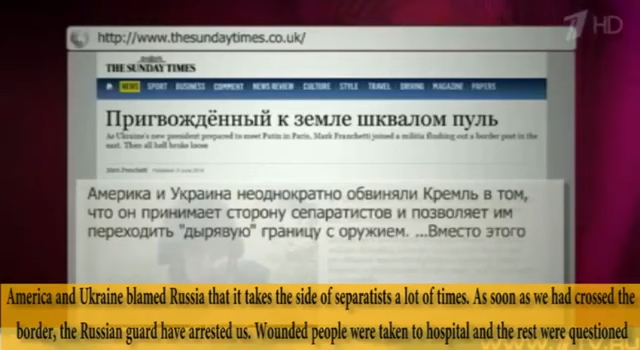 1 HD
http://www.thesundaytimes.co.uk/
THE SUNDAY TIMES
NEWS SPORT BUSINESS COMMENT NEWS REVIEW CULTURE STYLE TRAVEL DRIVING MAGAZINE PAPERS
Пригвождённый к земле шквалом пуль
As Ukraine's new president prepared to meet Putin in Paris, Mark Franchetti joined a militia flushing out a border post in the
east. Then all hell broke loose
Mark Franchetti
Америка и Украина неоднократно обвиняли Кремль в том,
что он принимает сторону сепаратистов и позволяет им
переходить "дырявую" границу с оружием. ...Вместо этого
America and Ukraine blamed Russia that it takes the side of separatists a lot of times. As soon as we had crossed the
border, the Russian guard have arrested us. Wounded people were taken to hospital and the rest were questioned